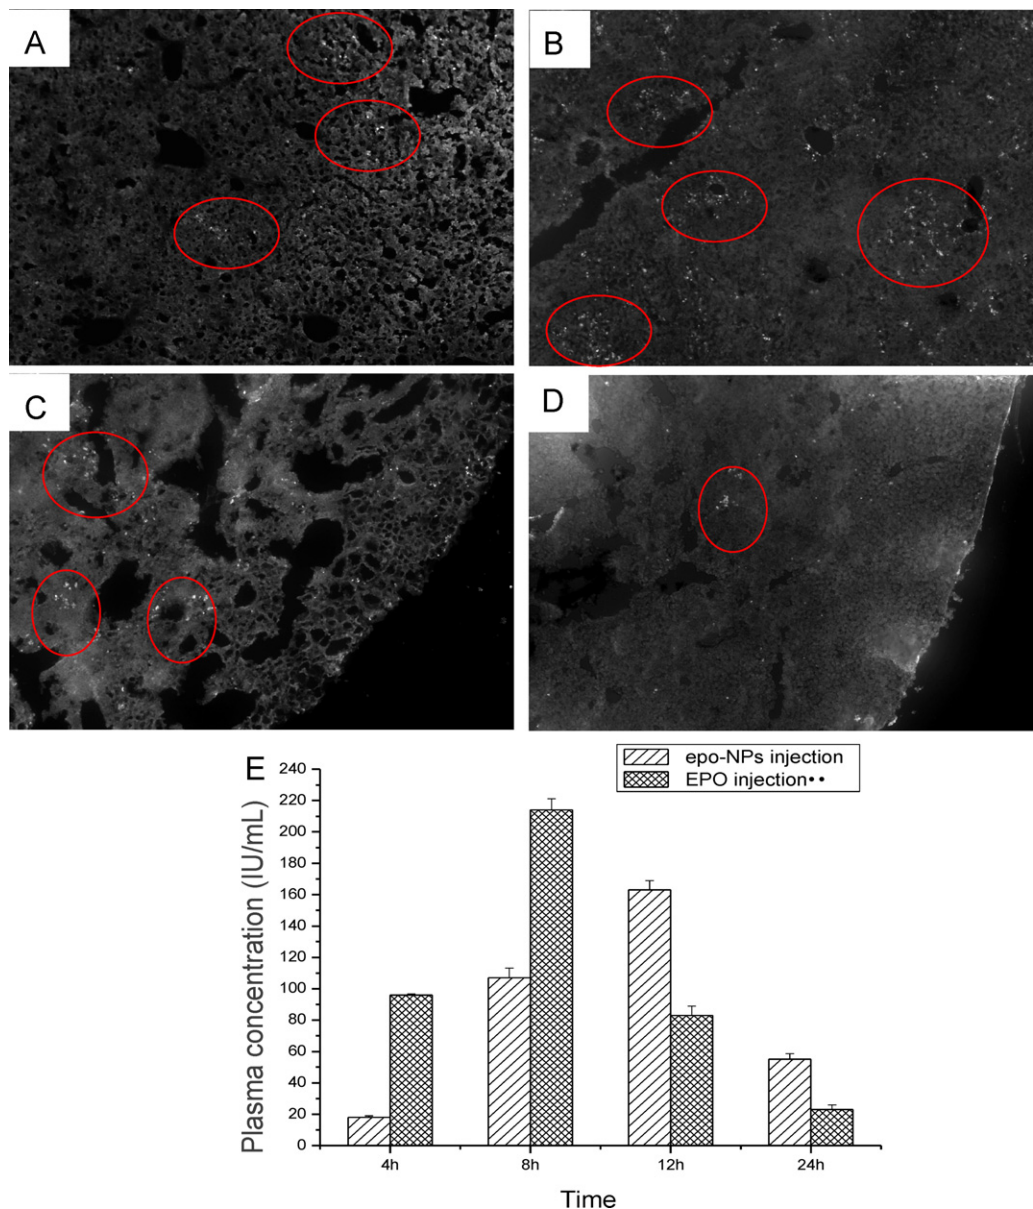 A
B
C
D
E
epo-NPs injection
EPO injection••
Plasma concentration (IU/mL)
240
220
200
180
160
140
120
100
80
60
40
20
0
4h
8h
12h
24h
Time